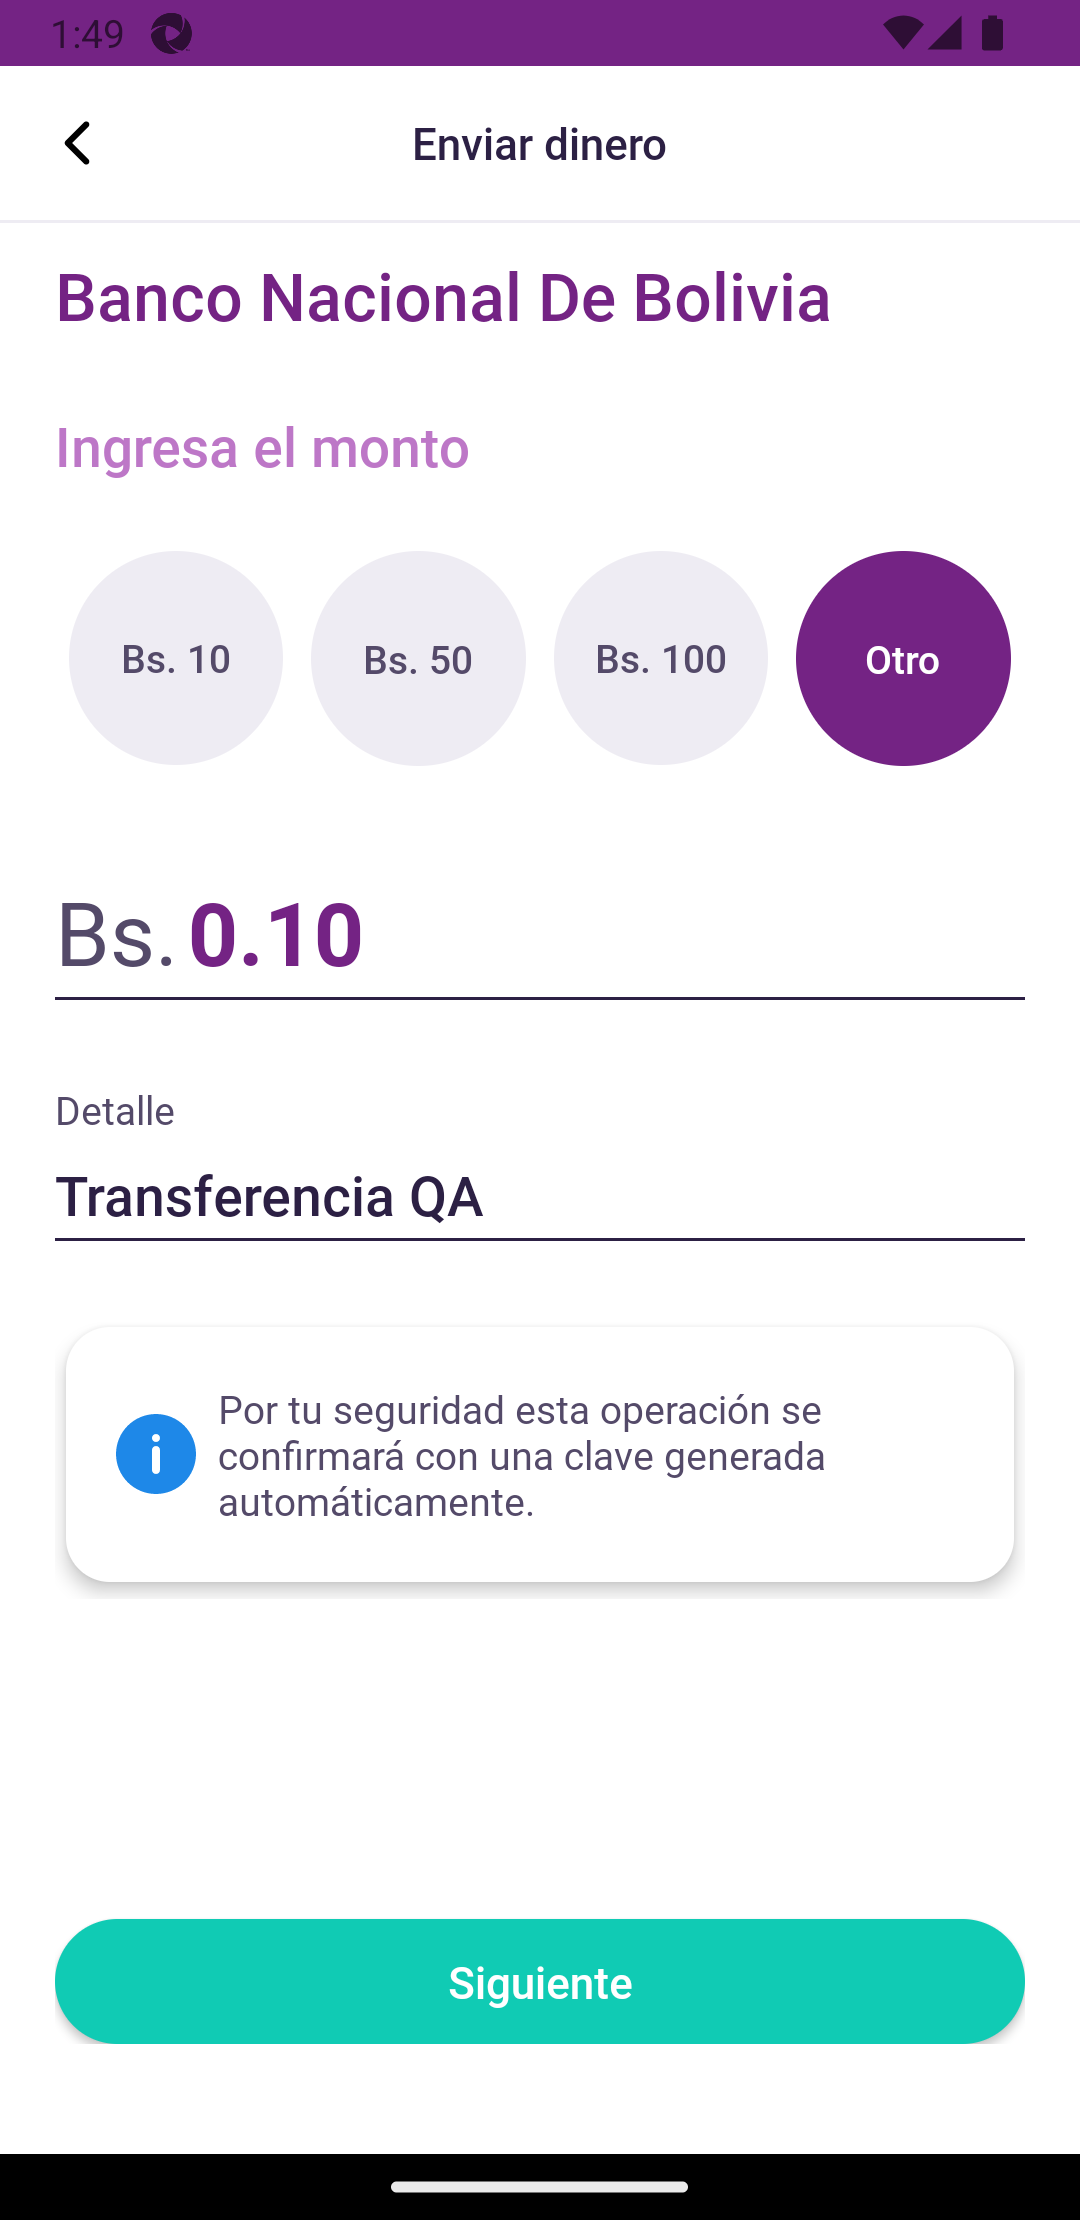 1:49
Enviar dinero
Banco Nacional De Bolivia
Ingresa el monto
Bs. 10
Bs. 50
Bs. 100
Otro
Bs. 0.10
Detalle
Transferencia QA
Por tu seguridad esta operación se
confirmará con una clave generada
automáticamente.
Siguiente